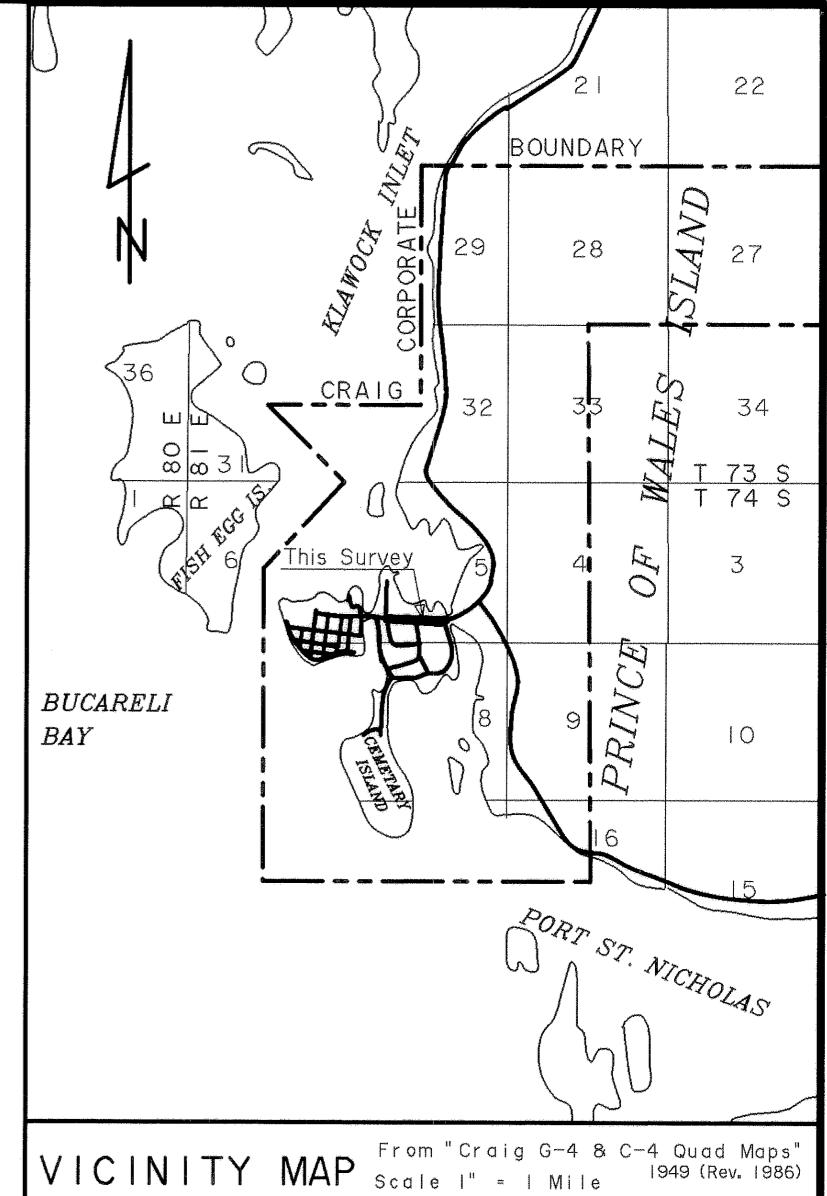 21
22
BOUNDARY
KLAWOCK INLET
CORPORATE
29
28
27
PRINCE OF WALES ISLAND
N
36
CRAIG
32
33
34
R 80 E
R 81 E
31
T 73 S
T 74 S
1
R
R
FISH EGG IS.
6
This Survey
5
4
3
BUCARELI
BAY
8
9
10
CEMETARY
ISLAND
16
15
PORT ST. NICHOLAS
VICINITY MAP
From "Craig G-4 & C-4 Quad Maps"
Scale 1" = 1 Mile
1949 (Rev. 1986)